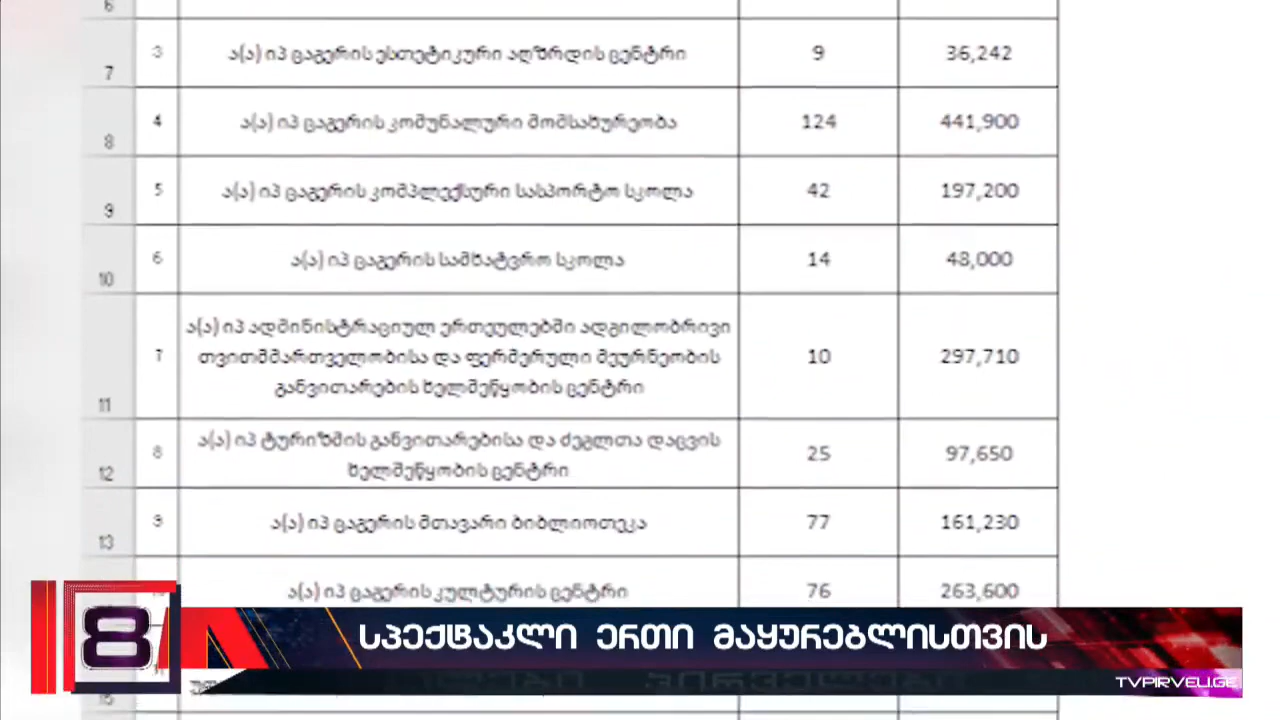 6
7 3 ა(ა) იპ ცაგერის ესთეტიკური აღზრდის ცენტრი 9 36,242
8 4 ა(ა) იპ ცაგერის კომუნალური მომსახურეობა 124 441,900
9 5 ა(ა) იპ ცაგერის კომპლექსური სასპორტო სკოლა 42 197,200
10 6 ა(ა) იპ ცაგერის სამხატვრო სკოლა 14 48,000
ა(ა) იპ ადმინისტრაციულ ერთეულებში ადგილობრივი
7 თვითმმართველობისა და ფერმერული მეურნეობის 10 297,710
11 განვითარების ხელშეწყობის ცენტრი
ა(ა) იპ ტურიზმის განვითარებისა და ძეგლთა დაცვის
12 8 ხელშეწყობის ცენტრი 25 97,650
13 9 ა(ა) იპ ცაგერის მთავარი ბიბლიოთეკა 77 161,230
ა(ა) იპ ცაგერის კულტურის ცენტრი 76 263,600
8
სპექტაკლი ერთი მაყურებლისთვის
TVPIRVELI.GE